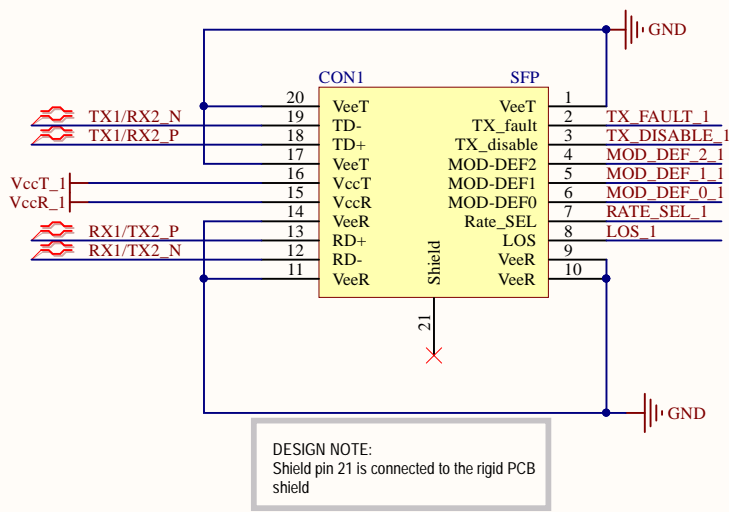 GND
CON1 SFP
20 VeeT VeeT 1
TX1/RX2_N 19 TD- TX_fault 2 TX_FAULT_1
TX1/RX2_P 18 TD+ TX_disable 3 TX_DISABLE_1
17 VeeT MOD-DEF2 4 MOD_DEF_2_1
VccT_1 16 VccT MOD-DEF1 5 MOD_DEF_1_1
VccR_1 15 VccR MOD-DEF0 6 MOD_DEF_0_1
14 VeeR Rate_SEL 7 RATE_SEL_1
RX1/TX2_P 13 RD+ LOS 8 LOS_1
RX1/TX2_N 12 RD- VeeR 9
11 VeeR VeeR 10
Shield
21
GND
DESIGN NOTE:
Shield pin 21 is connected to the rigid PCB
shield